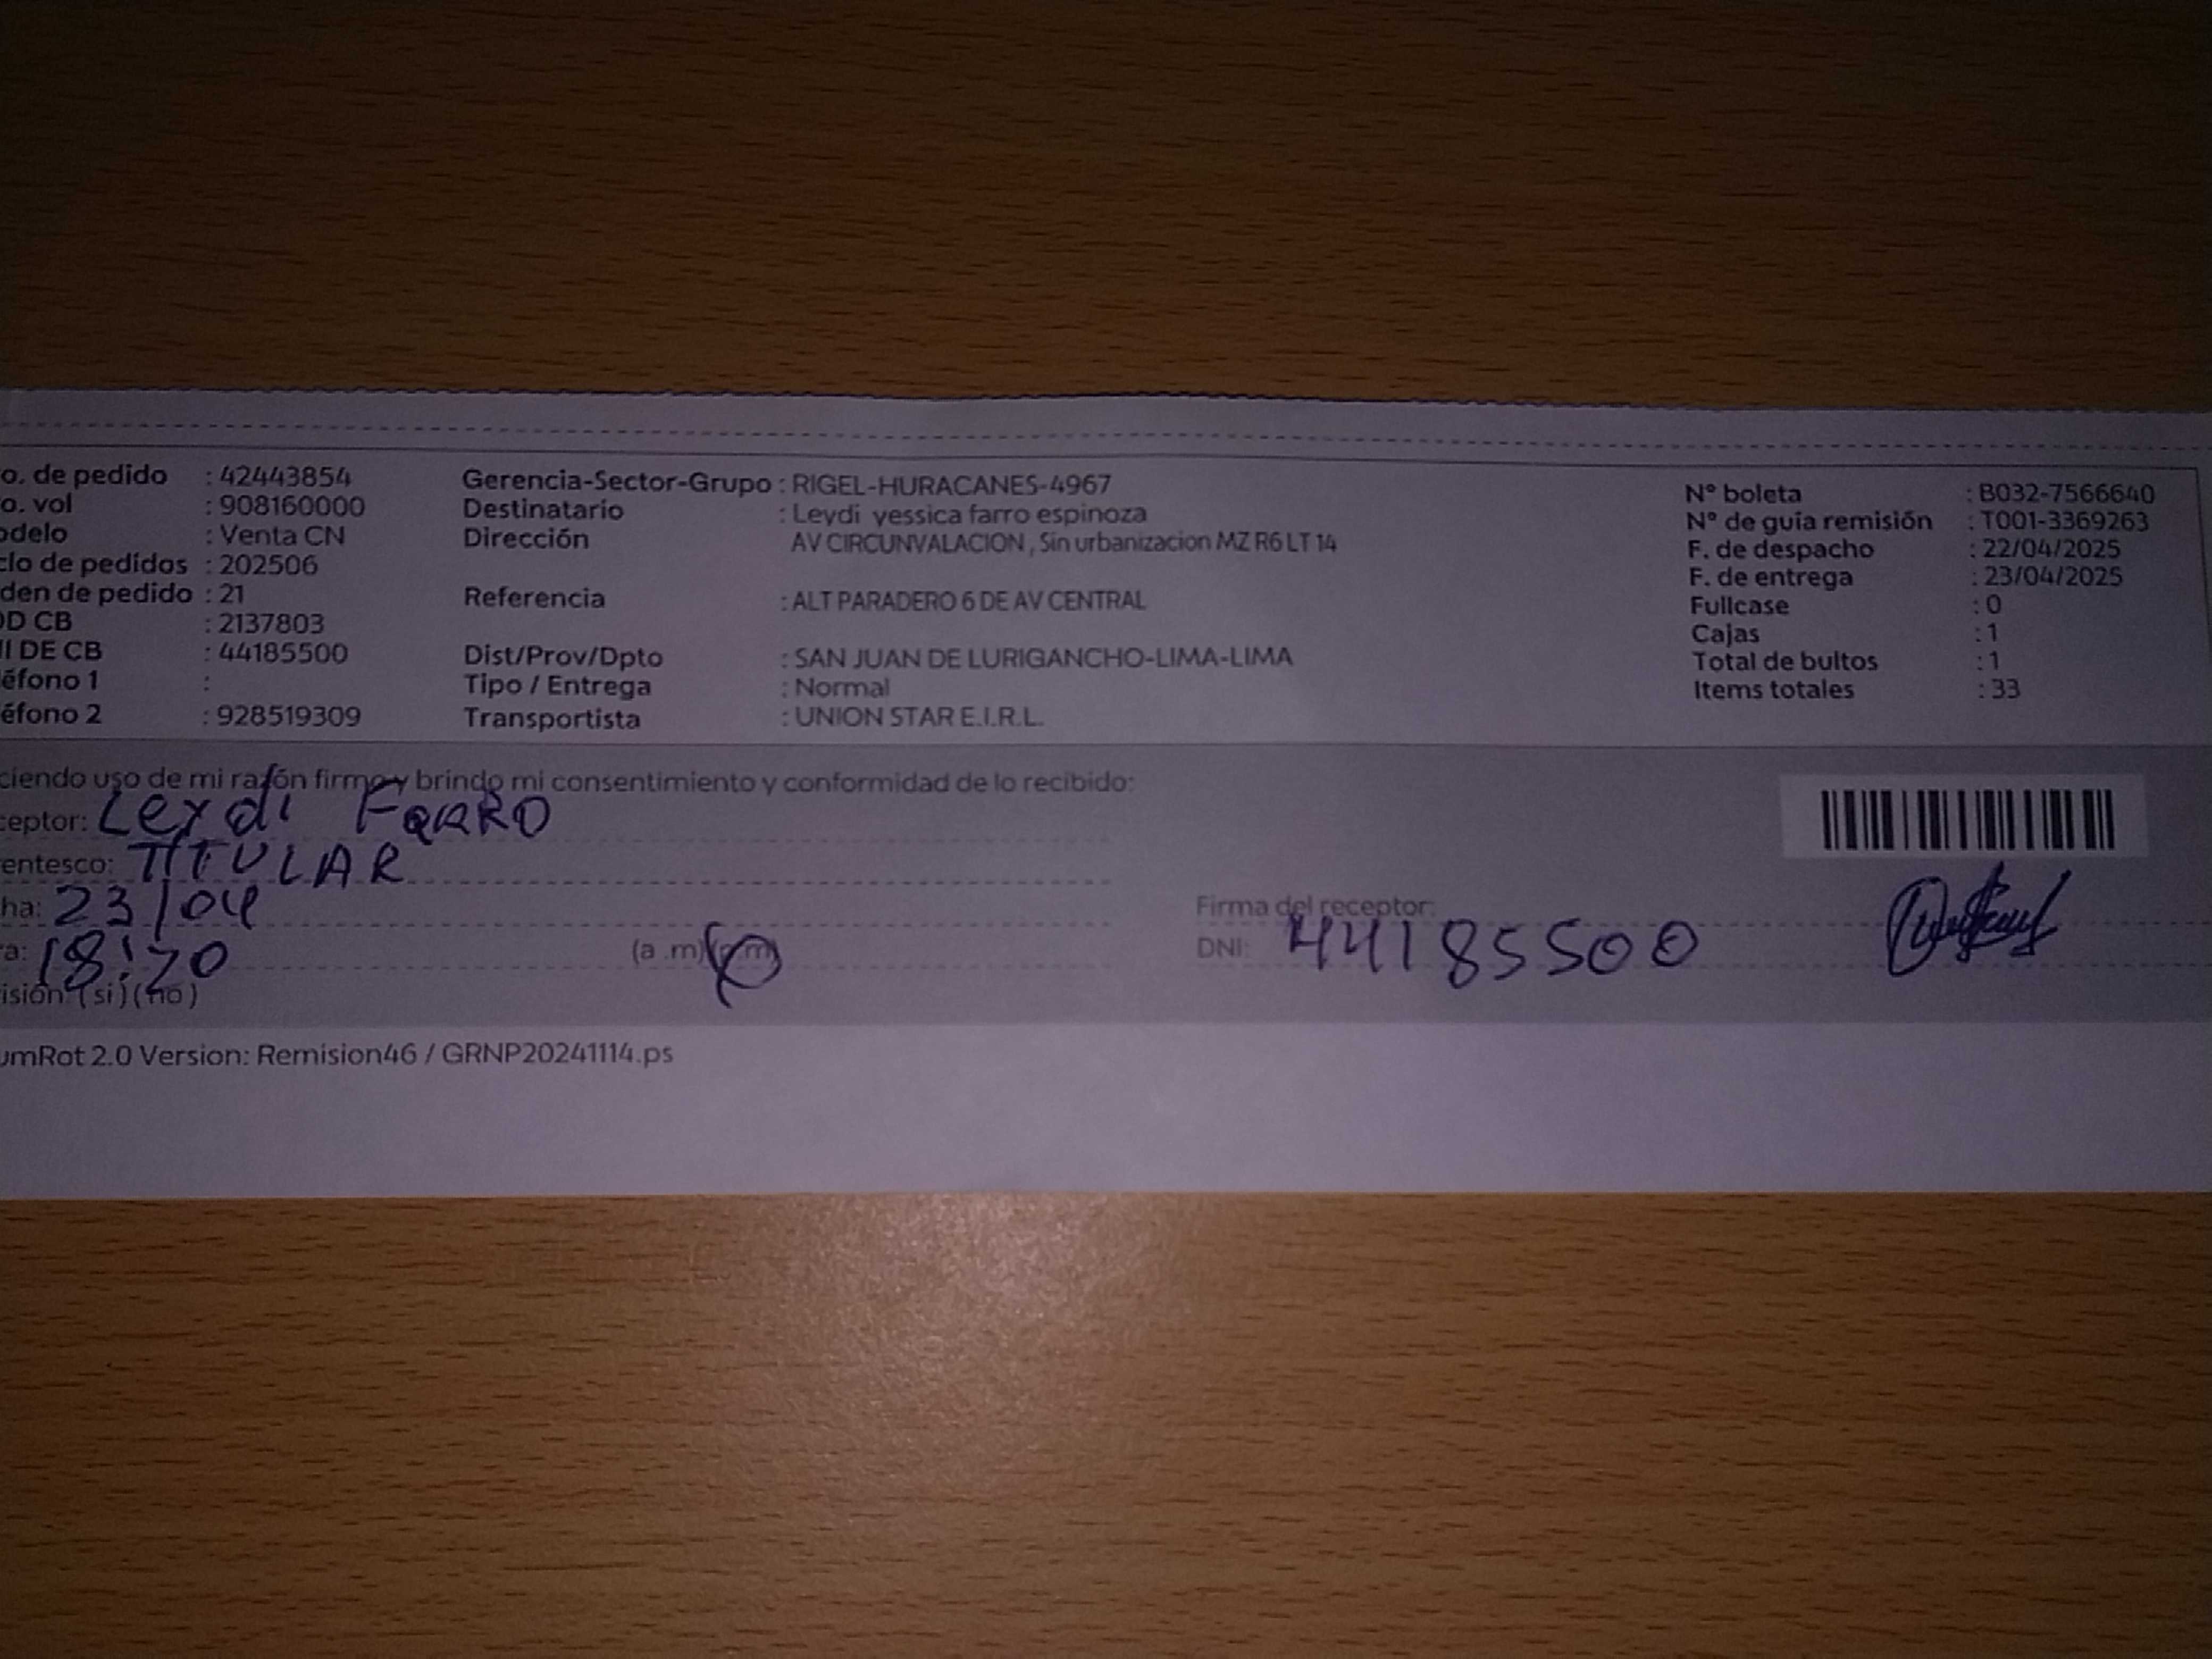 o. de pedido : 42443854 Gerencia-Sector-Grupo : RIGEL-HURACANES-4967 N° boleta : B032-7566640
o. vol : 908160000 Destinatario : Leydi yessica farro espinoza N° de guía remisión : T001-3369263
odelo : Venta CN Dirección AV CIRCUNVALACION , Sin urbanizacion MZ R6 LT 14 F. de despacho : 22/04/2025
clo de pedidos : 202506 F. de entrega : 23/04/2025
den de pedido : 21 Referencia : ALT PARADERO 6 DE AV CENTRAL Fullcase : 0
OD CB : 2137803 Cajas : 1
II DE CB : 44185500 Dist/Prov/Dpto : SAN JUAN DE LURIGANCHO-LIMA-LIMA Total de bultos : 1
éfono 1 : Tipo / Entrega : Normal Items totales : 33
éfono 2 : 928519309 Transportista : UNION STAR E.I.R.L.
ciendo uso de mi razón firmo y brindo mi consentimiento y conformidad de lo recibido:
ceptor: Leydi FARRO
entesco: TITULAR
ha: 23/04 Firma del receptor:
a: 18:20 (a .m) (p.m) DNI: 44185500
isión: (si) (no)
umRot 2.0 Version: Remision46 / GRNP20241114.ps